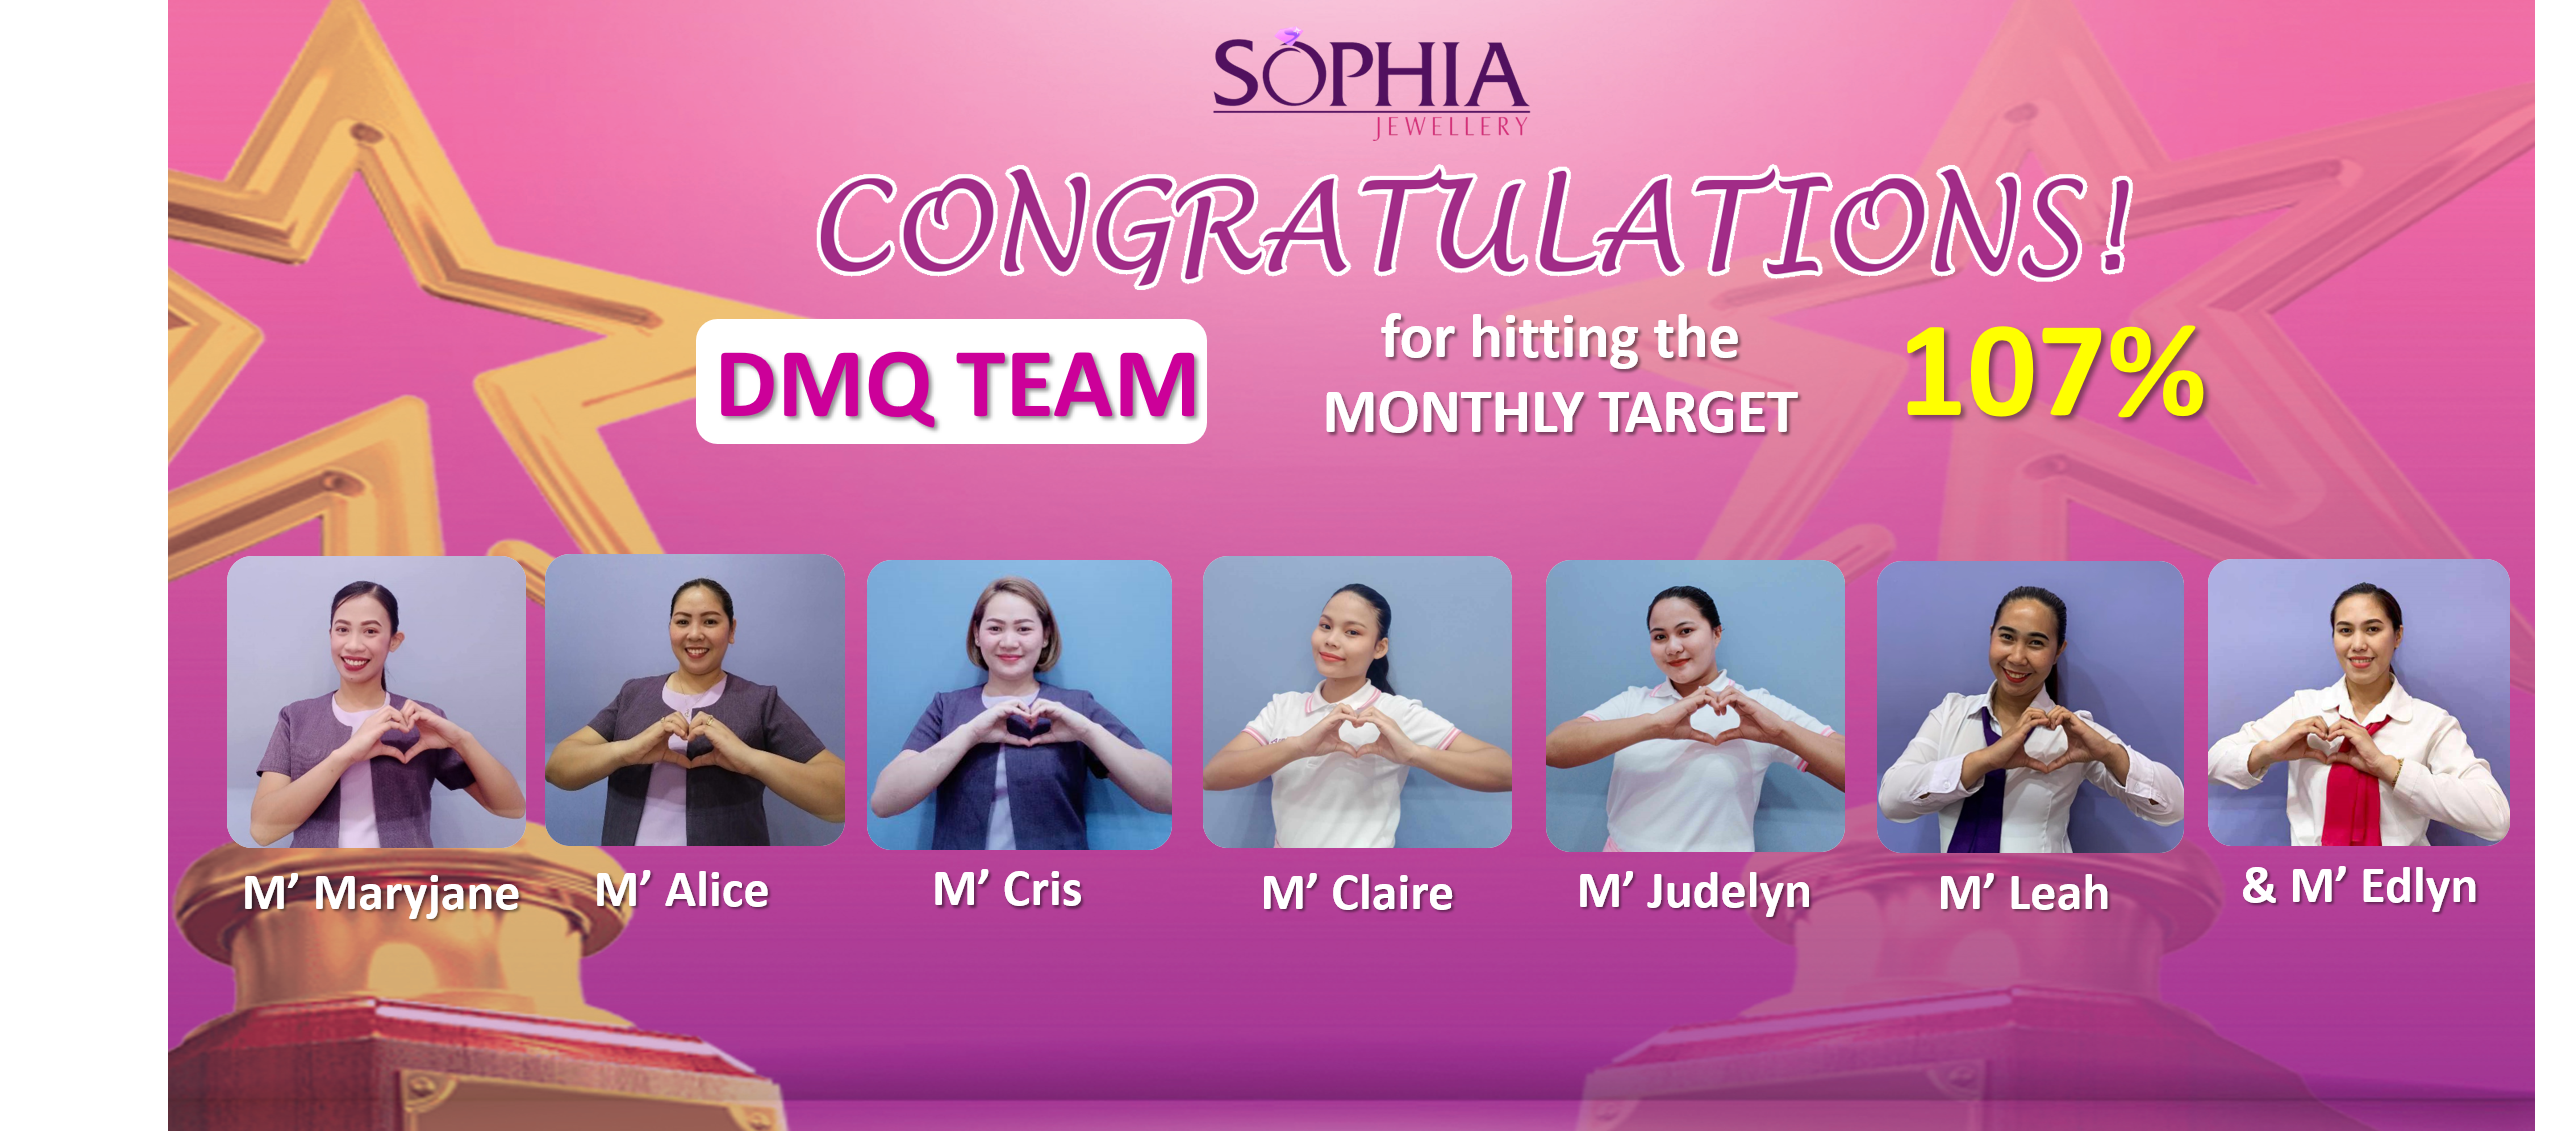 SOPHIA
JEWELLERY
CONGRATULATIONS!
DMQ TEAM
for hitting the
MONTHLY TARGET
107%
M’ Maryjane
M’ Alice
M’ Cris
M’ Claire
M’ Judelyn
M’ Leah
& M’ Edlyn